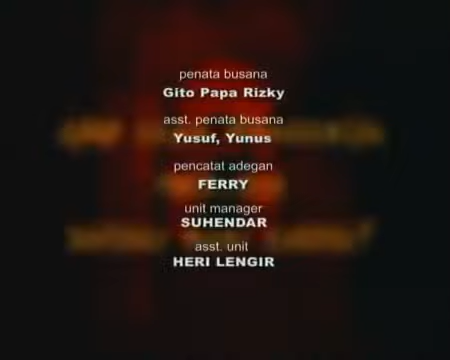 penata busana
Gito Papa Rizky
asst. penata busana
Yusuf, Yunus
pencatat adegan
FERRY
unit manager
SUHENDAR
asst. unit
HERI LENGIR